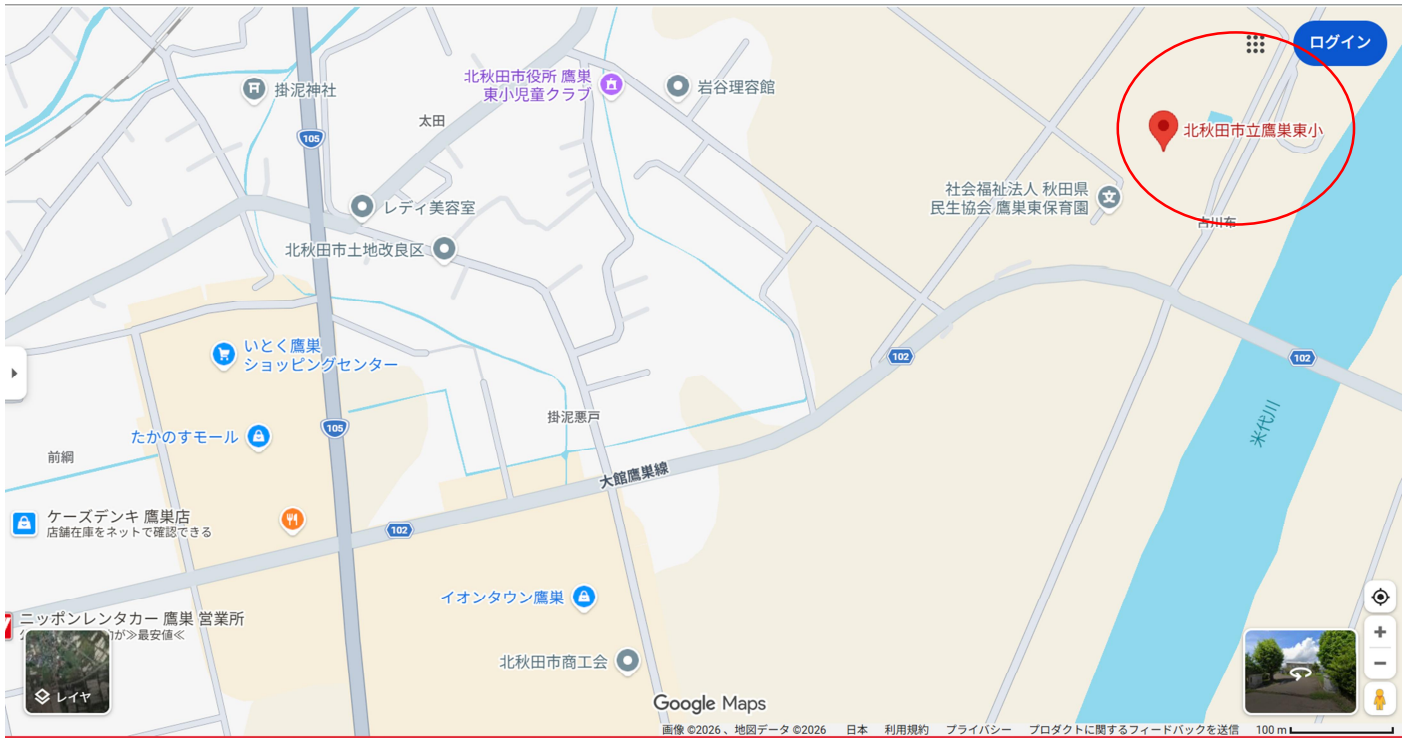 ログイン
掛泥神社
北秋田市役所 鷹巣
東小児童クラブ
岩谷理容館
太田
105
北秋田市立鷹巣東小
社会福祉法人 秋田県
民生協会 鷹巣東保育園
レディ美容室
古川布
北秋田市土地改良区
いとく鷹巣
ショッピングセンター
102
102
掛泥悪戸
105
米代川
たかのすモール
前綱
大館鷹巣線
ケーズデンキ 鷹巣店
店舗在庫をネットで確認できる
102
イオンタウン鷹巣
ニッポンレンタカー 鷹巣 営業所
が≫最安値≪
北秋田市商工会
レイヤ
Google Maps
画像 ©2026 、地図データ ©2026 日本 利用規約 プライバシー プロダクトに関するフィードバックを送信 100 m